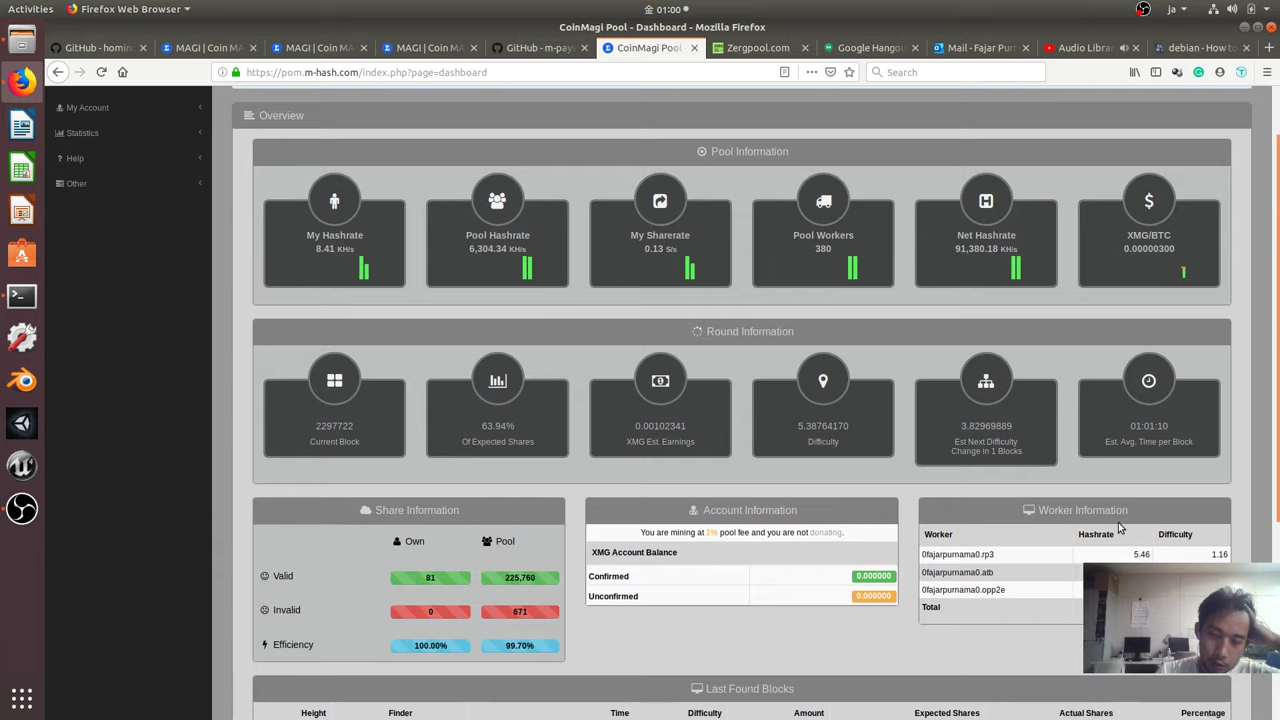 Activities Firefox Web Browser 金 01:00 ja
CoinMagi Pool - Dashboard - Mozilla Firefox
GitHub - homin MAGI | Coin MA MAGI | Coin MA MAGI | Coin MA GitHub - m-pays CoinMagi Pool Zergpool.com Google Hangou Mail - Fajar Purn Audio Librar debian - How to
https://pom.m-hash.com/index.php?page=dashboard Search
My Account
Statistics
Help
Other
Overview
Pool Information
My Hashrate Pool Hashrate My Sharerate Pool Workers Net Hashrate XMG/BTC
8.41 KH/s 6,304.34 KH/s 0.13 S/s 380 91,380.18 KH/s 0.00000300
Round Information
2297722 63.94% 0.00102341 5.38764170 3.82969889 01:01:10
Current Block Of Expected Shares XMG Est. Earnings Difficulty Est Next Difficulty Est. Avg. Time per Block
Change in 1 Blocks
Share Information
Own Pool
Valid 81 225,760
Invalid 0 671
Efficiency 100.00% 99.70%
Account Information
You are mining at 1% pool fee and you are not donating.
XMG Account Balance
Confirmed 0.000000
Unconfirmed 0.000000
Worker Information
Worker Hashrate Difficulty
0fajarpurnama0.rp3 5.46 1.16
0fajarpurnama0.atb
0fajarpurnama0.opp2e
Total
Last Found Blocks
Height Finder Time Difficulty Amount Expected Shares Actual Shares Percentage